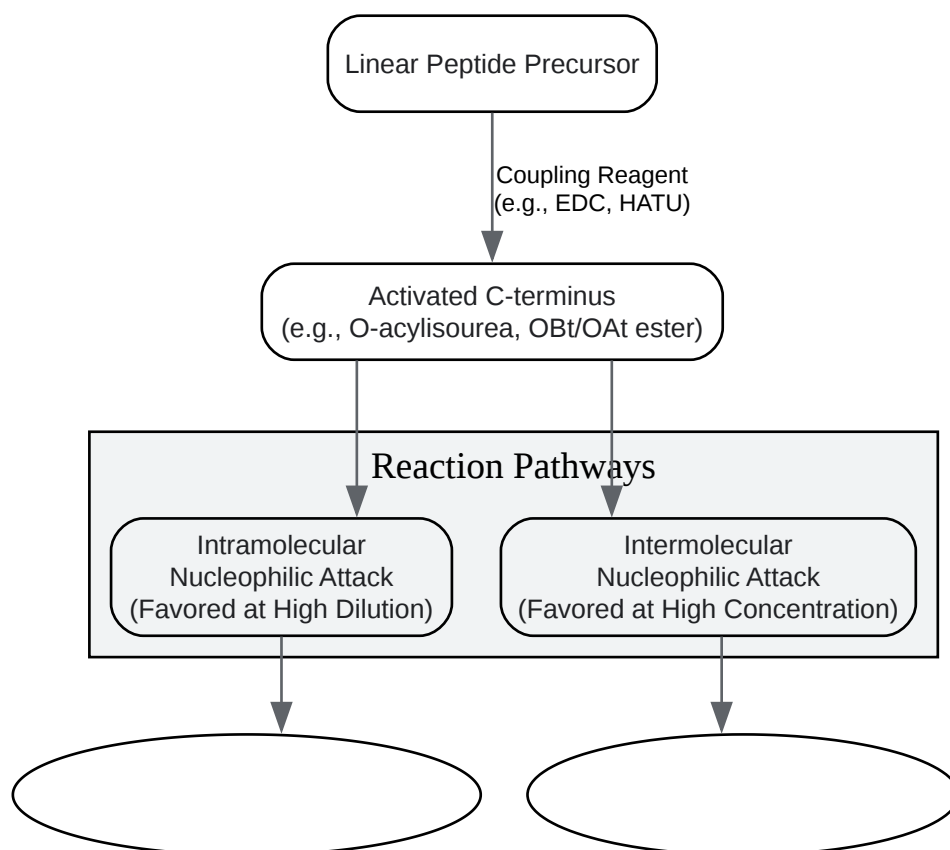 Linear Peptide Precursor
Coupling Reagent
(e.g., EDC, HATU)
Activated C-terminus
(e.g., O-acylisourea, OBt/OAt ester)
Reaction Pathways
Intramolecular
Nucleophilic Attack
(Favored at High Dilution)
Intermolecular
Nucleophilic Attack
(Favored at High Concentration)